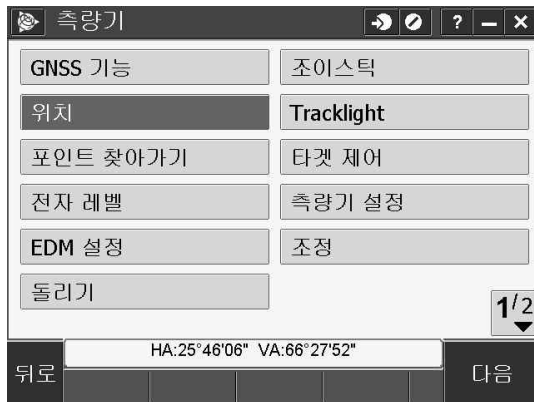 측량기
? – ×
GNSS 기능
조이스틱
위치
Tracklight
포인트 찾아가기
타겟 제어
전자 레벨
측량기 설정
EDM 설정
조정
돌리기
1/2
HA:25°46'06" VA:66°27'52"
뒤로
다음